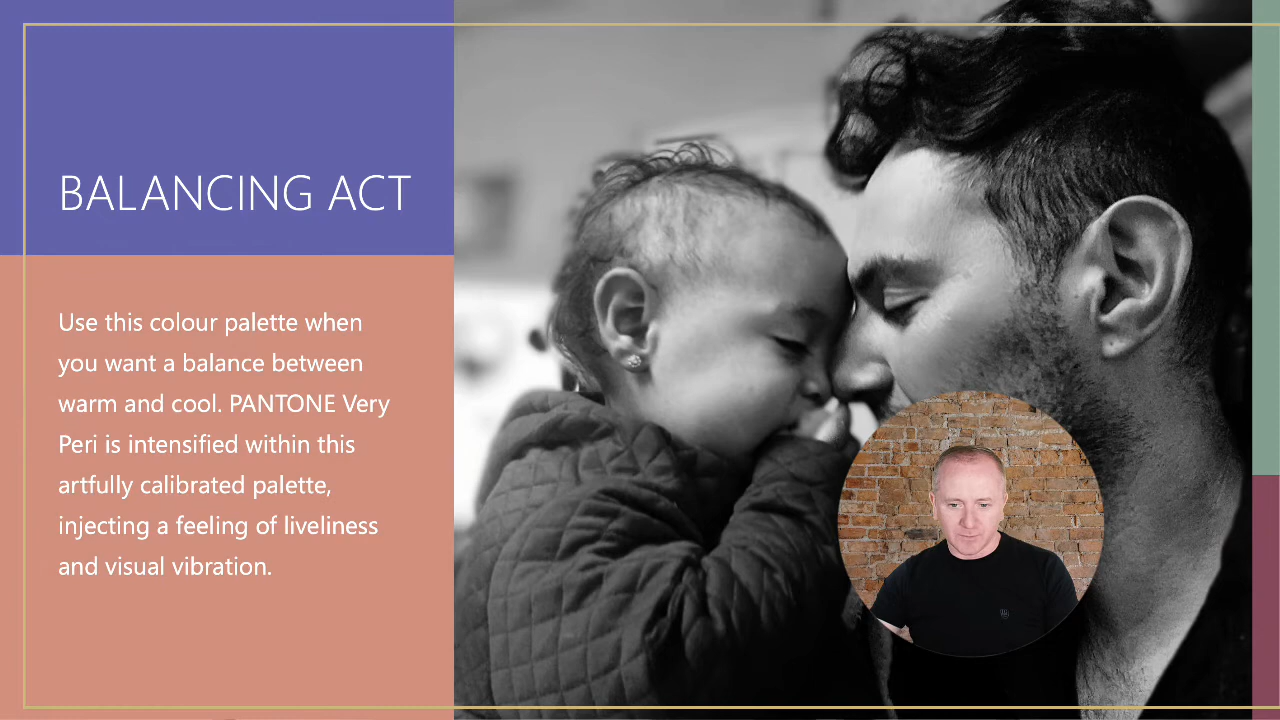 BALANCING ACT
Use this colour palette when
you want a balance between
warm and cool. PANTONE Very
Peri is intensified within this
artfully calibrated palette,
injecting a feeling of liveliness
and visual vibration.